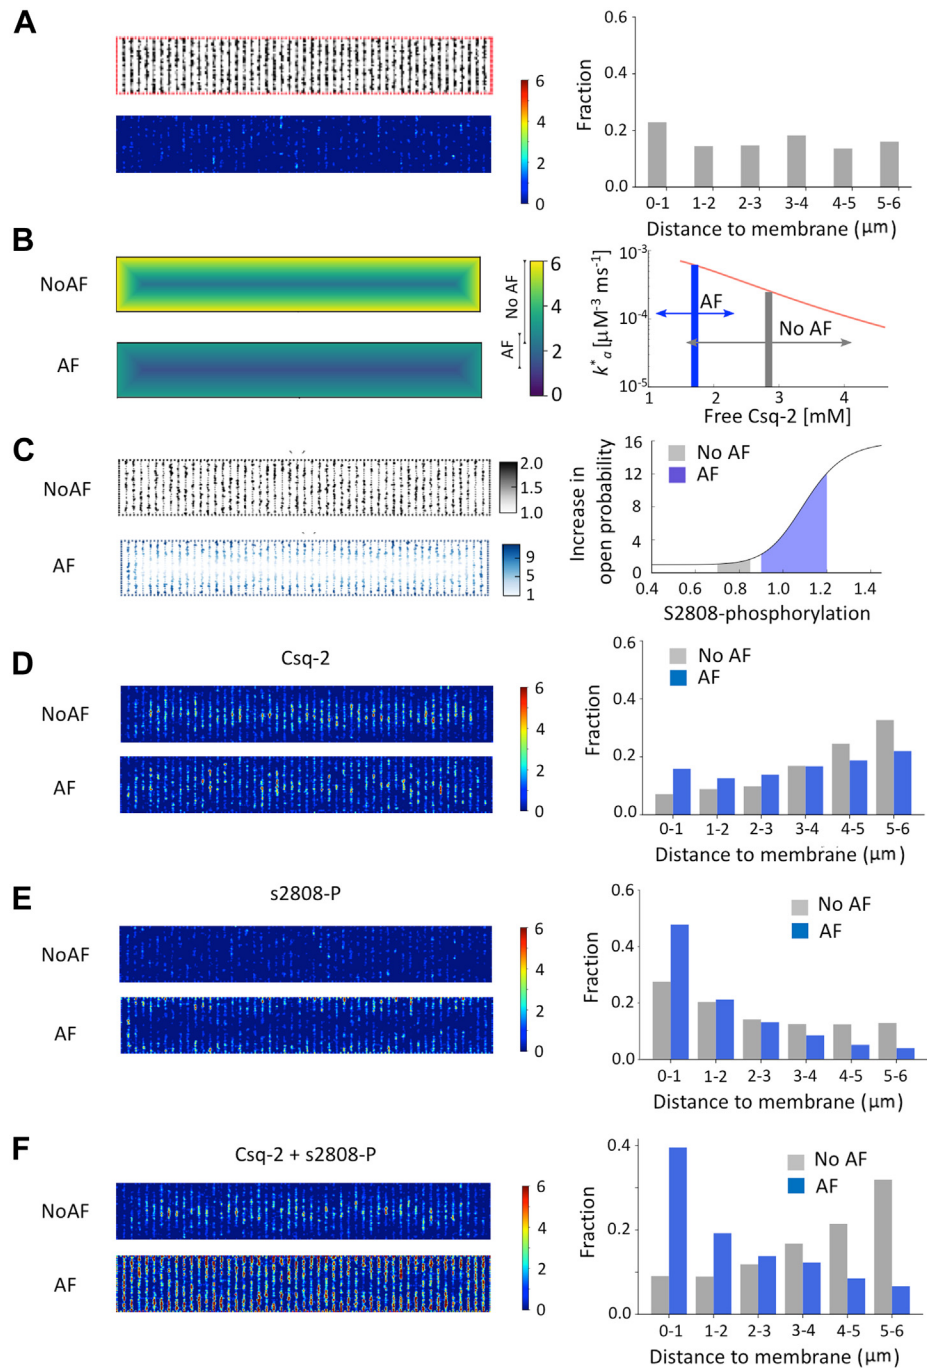 A
6
4
2
0
Fraction
0.6
0.4
0.2
0.0
0-1 1-2 2-3 3-4 4-5 5-6
Distance to membrane (μm)
B
NoAF
AF
No AF
AF
6
4
2
0
k*a [μM-3 ms-1]
10-3
10-4
10-5
AF
No AF
1 2 3 4
Free Csq-2 [mM]
C
NoAF
AF
2.0
1.5
1.0
9
5
1
Increase in
open probability
16
12
8
4
0
No AF
AF
0.4 0.6 0.8 1.0 1.2 1.4
S2808-phosphorylation
D
Csq-2
NoAF
AF
6
4
2
0
Fraction
0.6
0.4
0.2
0.0
No AF
AF
0-1 1-2 2-3 3-4 4-5 5-6
Distance to membrane (μm)
E
s2808-P
NoAF
AF
6
4
2
0
Fraction
0.6
0.4
0.2
0.0
No AF
AF
0-1 1-2 2-3 3-4 4-5 5-6
Distance to membrane (μm)
F
Csq-2 + s2808-P
NoAF
AF
6
4
2
0
Fraction
0.4
0.2
0.0
No AF
AF
0-1 1-2 2-3 3-4 4-5 5-6
Distance to membrane (μm)